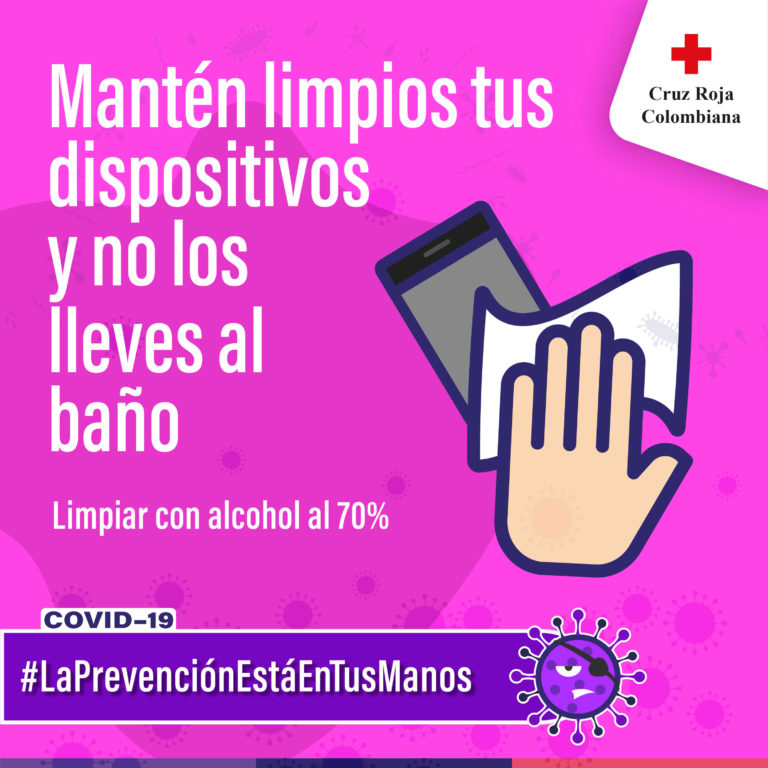 Cruz Roja
Colombiana
Mantén limpios tus
dispositivos
y no los
lleves al
baño
Limpiar con alcohol al 70%
COVID-19
#LaPrevenciónEstáEnTusManos